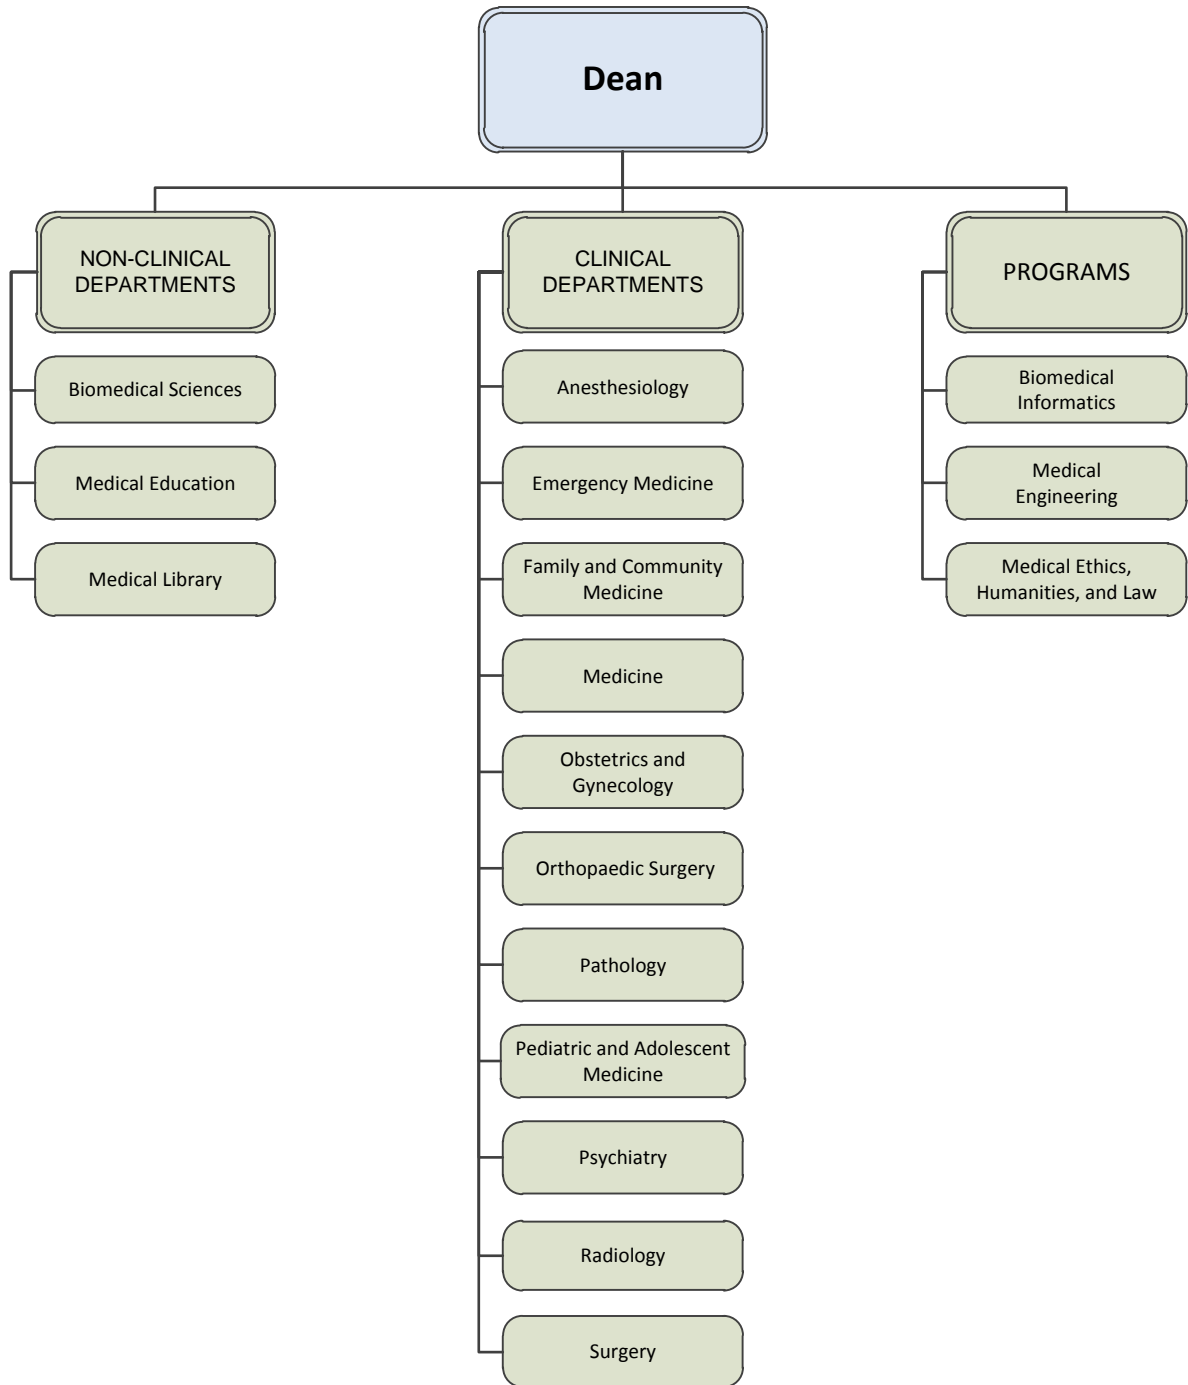 Dean
NON-CLINICAL
DEPARTMENTS
Biomedical Sciences
Medical Education
Medical Library
CLINICAL
DEPARTMENTS
Anesthesiology
Emergency Medicine
Family and Community
Medicine
Medicine
Obstetrics and
Gynecology
Orthopaedic Surgery
Pathology
Pediatric and Adolescent
Medicine
Psychiatry
Radiology
Surgery
PROGRAMS
Biomedical
Informatics
Medical
Engineering
Medical Ethics,
Humanities, and Law